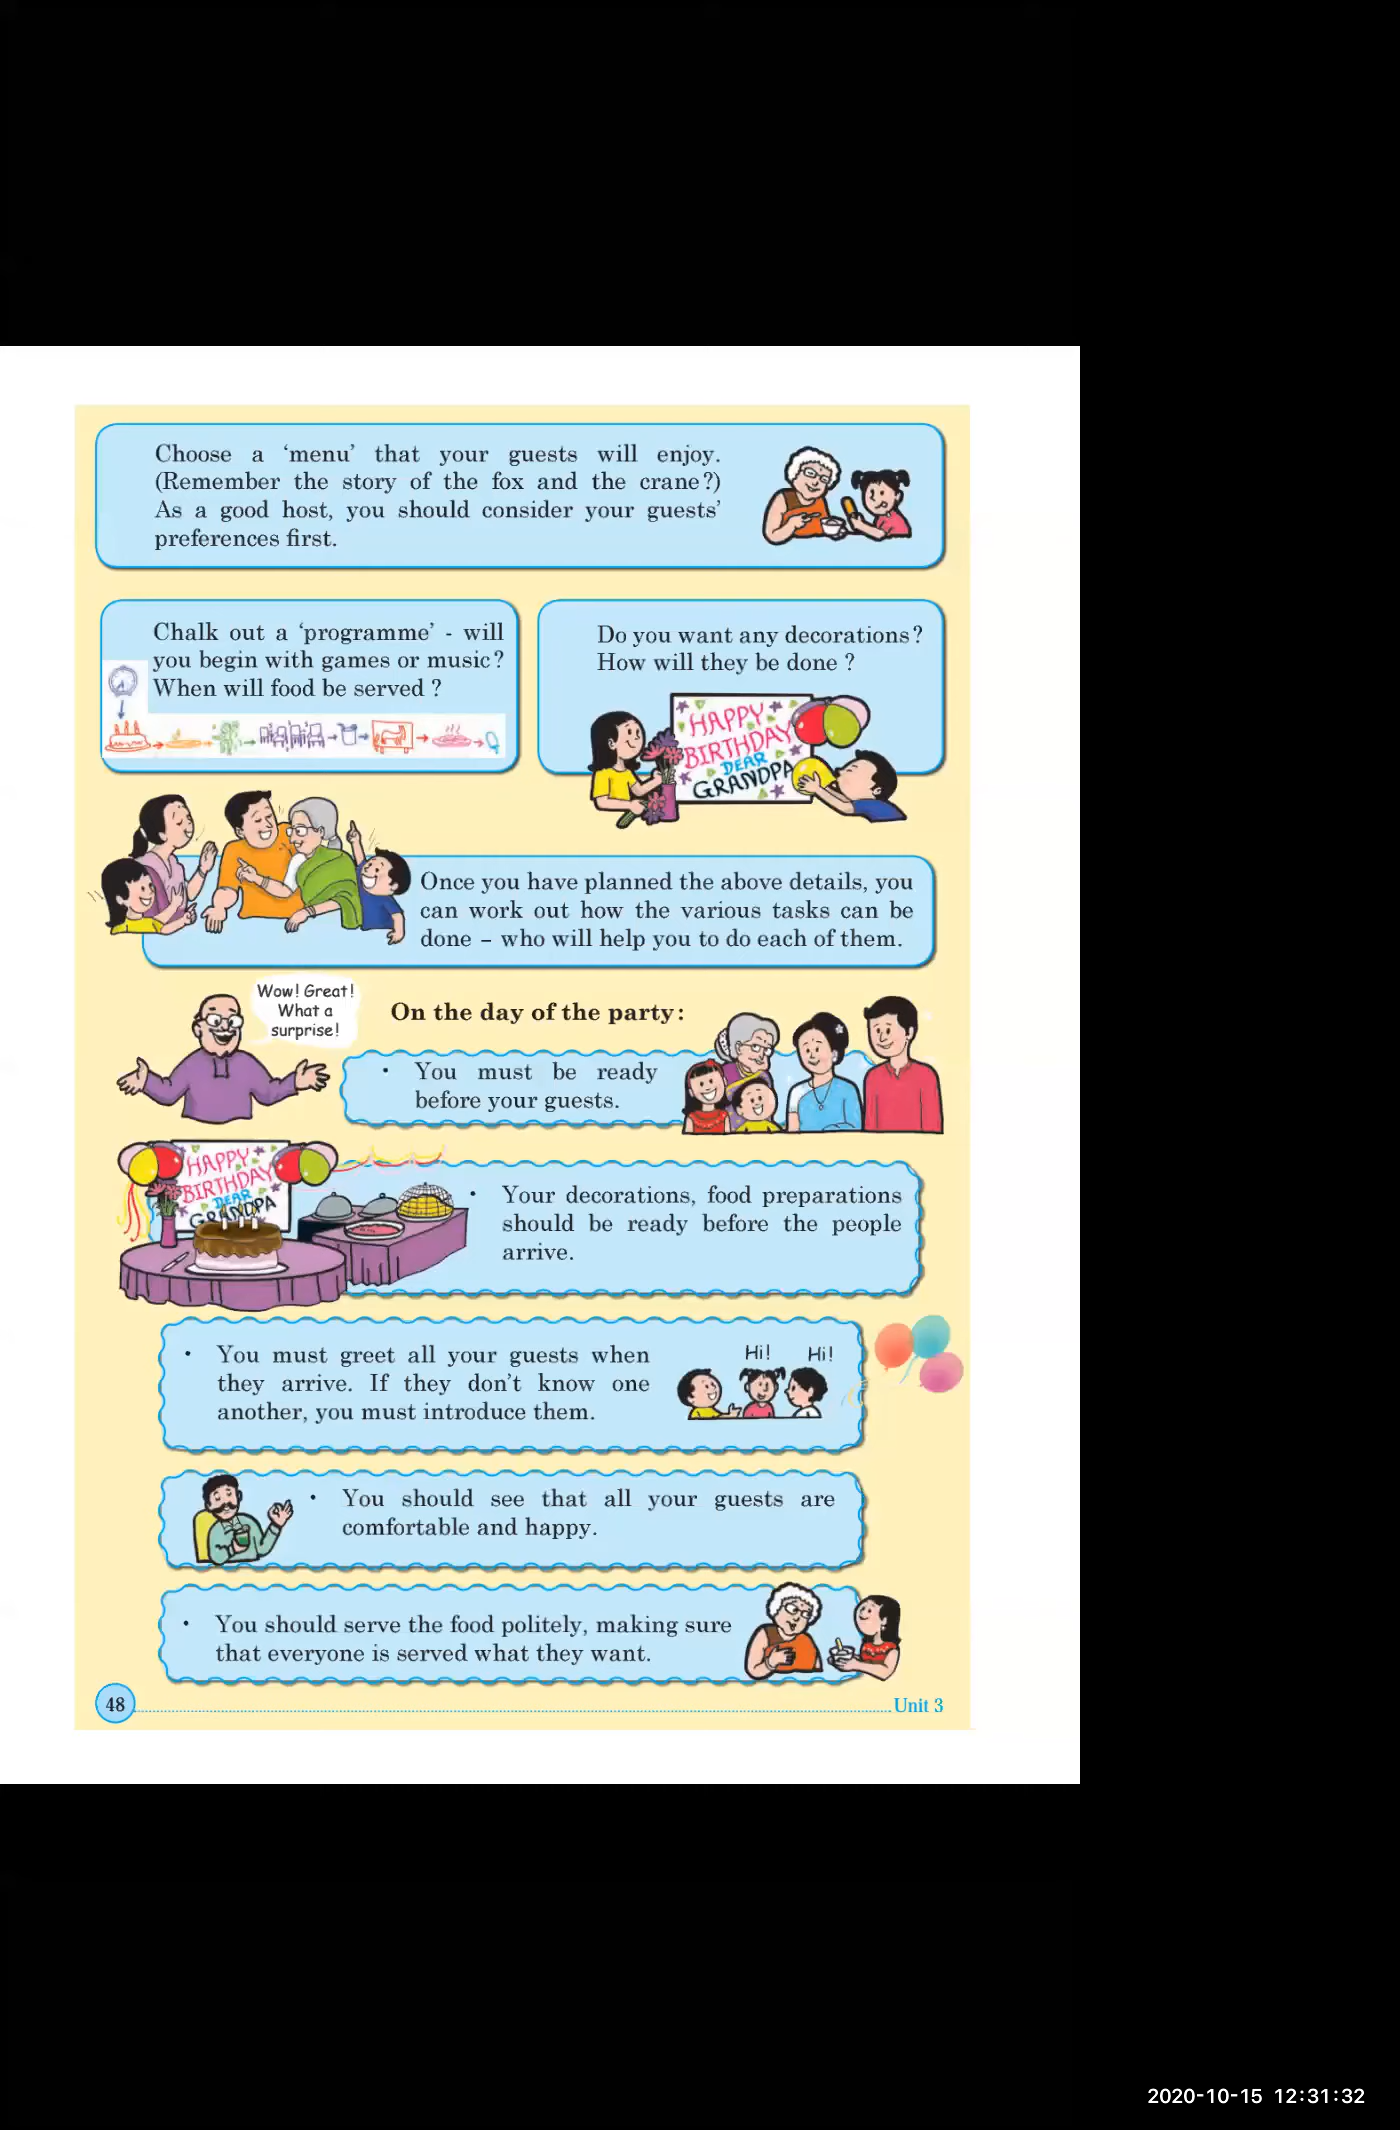 Choose a ‘menu’ that your guests will enjoy.
(Remember the story of the fox and the crane?)
As a good host, you should consider your guests’
preferences first.
Chalk out a ‘programme’ - will
you begin with games or music?
When will food be served ?
Do you want any decorations?
How will they be done ?
HAPPY
BIRTHDAY
DEAR
GRANDPA
Once you have planned the above details, you
can work out how the various tasks can be
done – who will help you to do each of them.
Wow! Great!
What a
surprise!
On the day of the party:
• You must be ready
before your guests.
HAPPY
BIRTHDAY
DEAR
GRANDPA
• Your decorations, food preparations
should be ready before the people
arrive.
• You must greet all your guests when
they arrive. If they don’t know one
another, you must introduce them.
Hi! Hi!
• You should see that all your guests are
comfortable and happy.
• You should serve the food politely, making sure
that everyone is served what they want.
48
Unit 3
2020-10-15 12:31:32